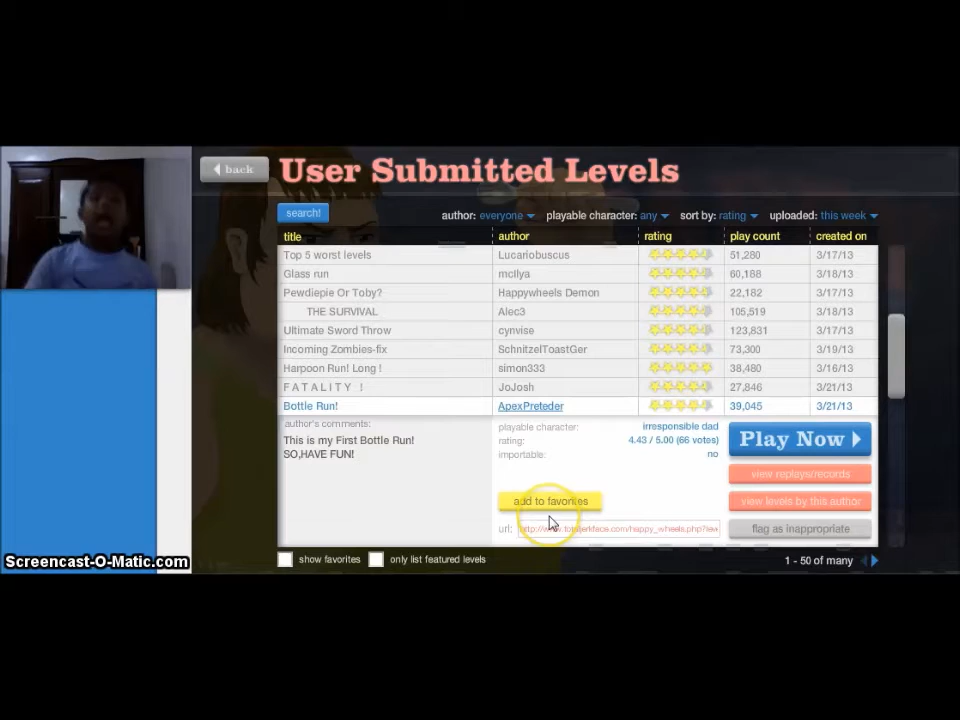 back
User Submitted Levels
search!
author: everyone playable character: any sort by: rating uploaded: this week
title author rating play count created on
Top 5 worst levels Lucariobuscus 51,280 3/17/13
Glass run mcilya 60,188 3/18/13
Pewdiepie Or Toby? Happywheels Demon 22,182 3/17/13
THE SURVIVAL Alec3 105,519 3/18/13
Ultimate Sword Throw cynvise 123,831 3/17/13
Incoming Zombies-fix SchnitzelToastGer 73,300 3/19/13
Harpoon Run! Long ! simon333 38,480 3/16/13
F A T A L I T Y ! JoJosh 27,846 3/21/13
Bottle Run! ApexPreteder 39,045 3/21/13
author's comments:
This is my First Bottle Run!
SO,HAVE FUN!
playable character: irresponsible dad
rating: 4.43 / 5.00 (66 votes)
importable: no
Play Now
view replays/records
add to favorites
view levels by this author
url:
flag as inappropriate
show favorites only list featured levels 1 - 50 of many
Screencast-O-Matic.com